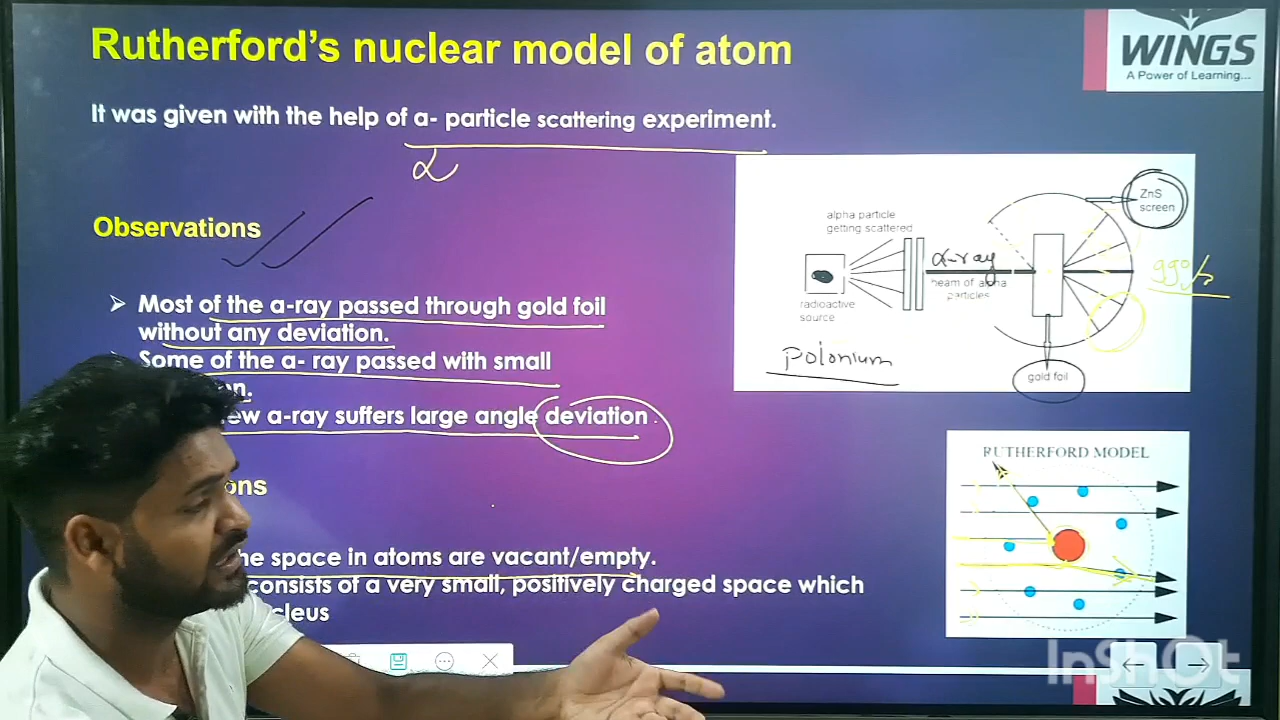 Rutherford's nuclear model of atom
WINGS
A Power of Learning...
It was given with the help of a- particle scattering experiment.
α
Observations
Most of the a-ray passed through gold foil
without any deviation.
Some of the a- ray passed with small
a-ray suffers large angle deviation.
alpha particle
getting scattered
radioactive
source
α-ray
beam of alpha
particles
ZnS
screen
99%
Polonium
gold foil
RUTHERFORD MODEL
space in atoms are vacant/empty.
consists of a very small, positively charged space which
InShOt